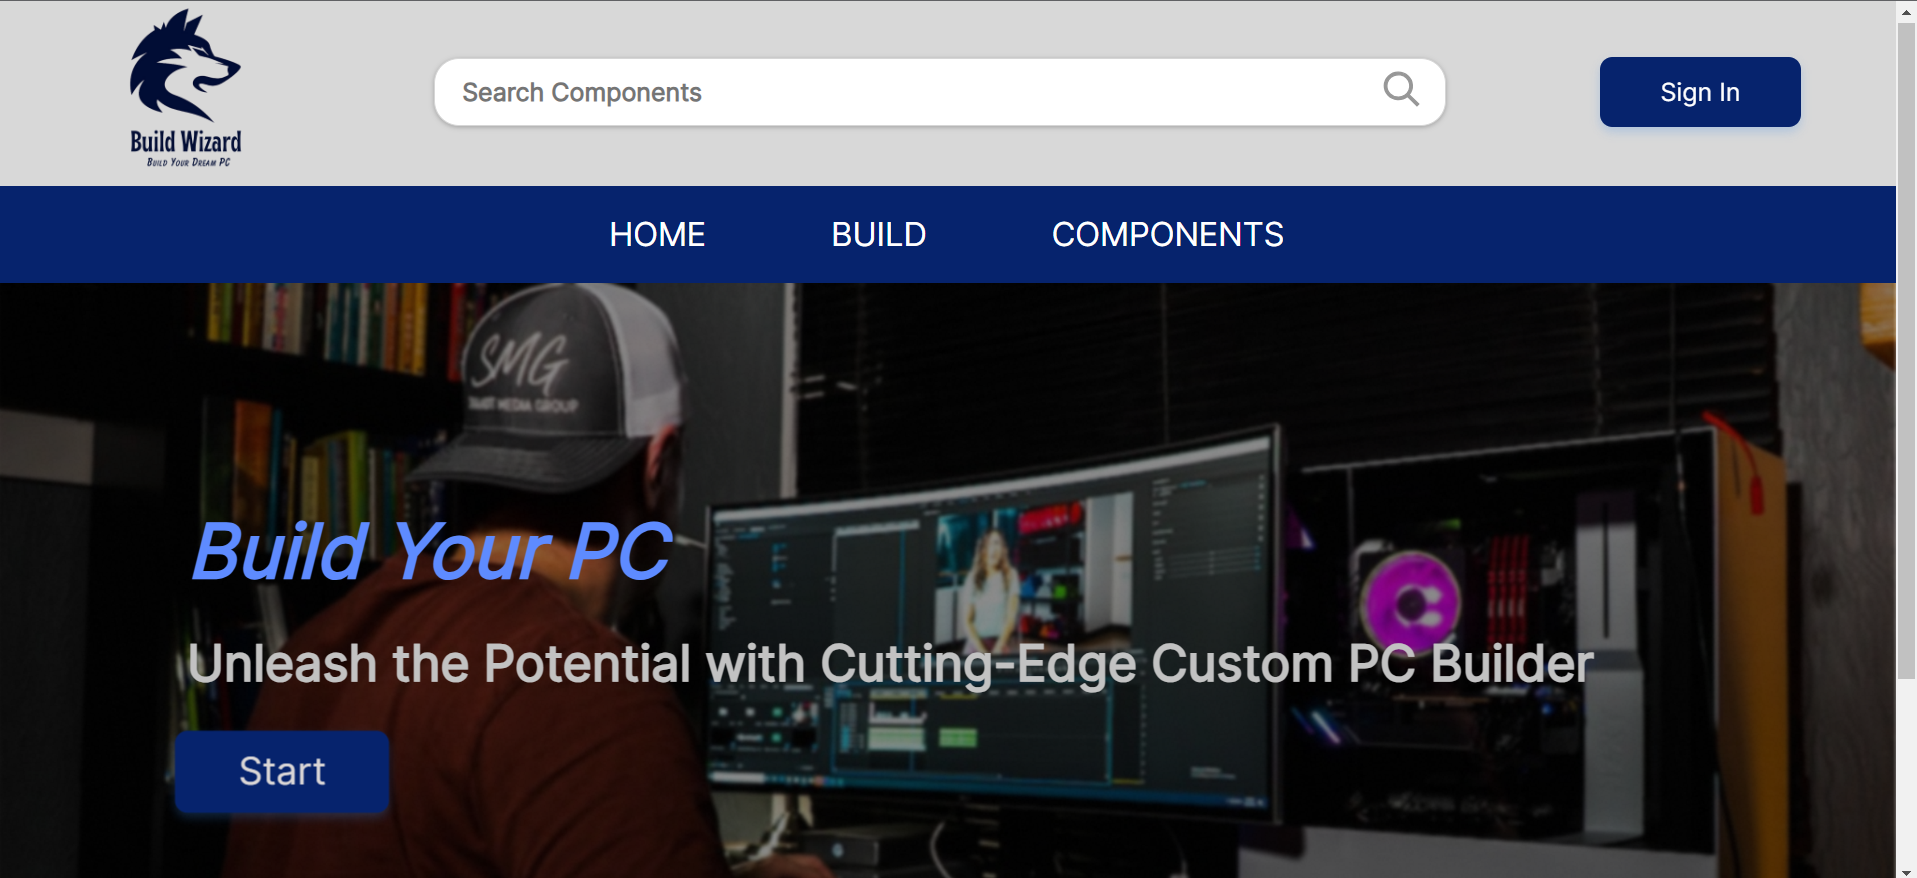 Build Wizard
Build Your Dream PC
Search Components
Sign In
HOME
BUILD
COMPONENTS
SMG
MEDIA GROUP
Build Your PC
Unleash the Potential with Cutting-Edge Custom PC Builder
Start